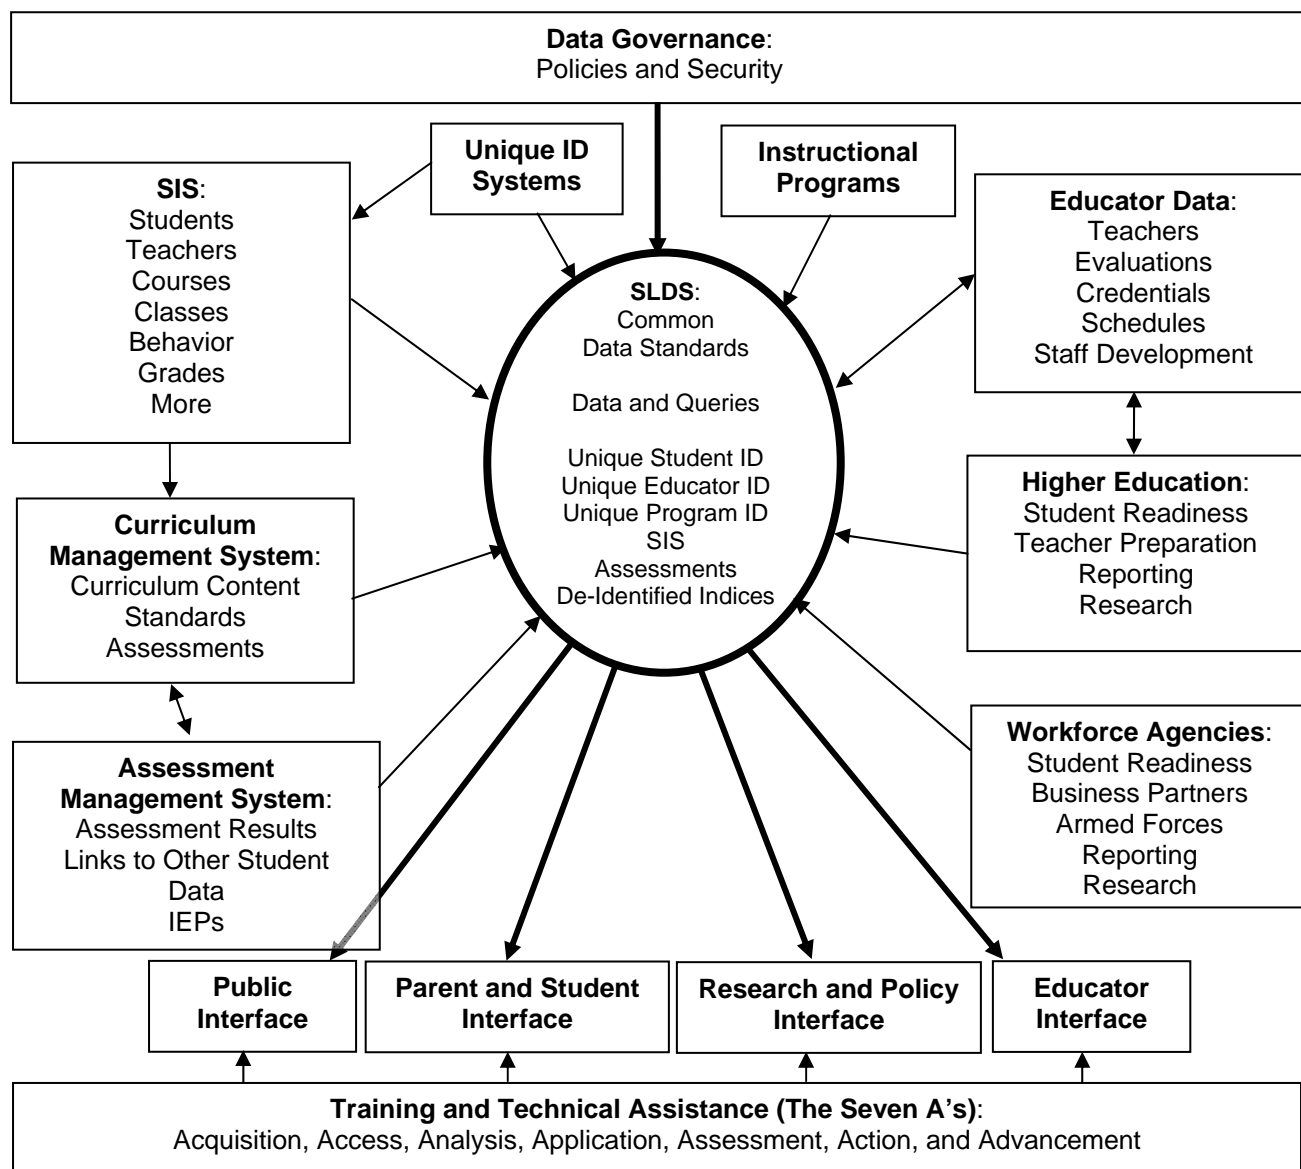 Data Governance:
Policies and Security
Unique ID
Systems
Instructional
Programs
SIS:
Students
Teachers
Courses
Classes
Behavior
Grades
More
Educator Data:
Teachers
Evaluations
Credentials
Schedules
Staff Development
SLDS:
Common
Data Standards
Data and Queries
Unique Student ID
Unique Educator ID
Unique Program ID
SIS
Assessments
De-Identified Indices
Curriculum
Management System:
Curriculum Content
Standards
Assessments
Higher Education:
Student Readiness
Teacher Preparation
Reporting
Research
Assessment
Management System:
Assessment Results
Links to Other Student
Data
IEPs
Workforce Agencies:
Student Readiness
Business Partners
Armed Forces
Reporting
Research
Public
Interface
Parent and Student
Interface
Research and Policy
Interface
Educator
Interface
Training and Technical Assistance (The Seven A's):
Acquisition, Access, Analysis, Application, Assessment, Action, and Advancement